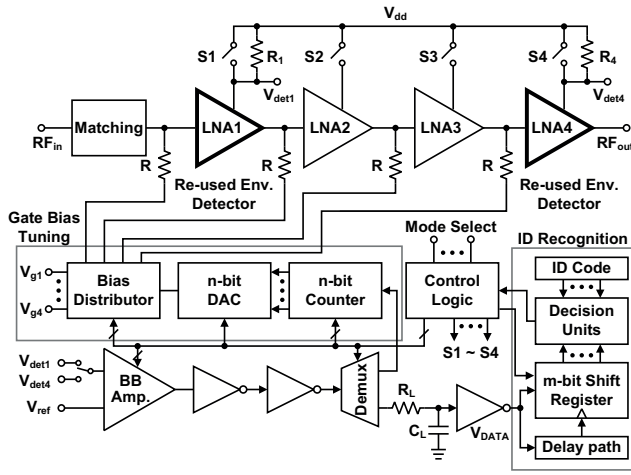 Vdd
S1
R1
S2
S3
S4
R4
Vdet1
Vdet4
RFin
Matching
LNA1
LNA2
LNA3
LNA4
RFout
R
R
R
R
Re-used Env.
Detector
Re-used Env.
Detector
Gate Bias
Tuning
Mode Select
ID Recognition
Vg1
Vg4
Bias
Distributor
n-bit
DAC
n-bit
Counter
Control
Logic
ID Code
Decision
Units
S1 ~ S4
Vdet1
Vdet4
Vref
BB
Amp.
Demux
RL
CL
VDATA
m-bit Shift
Register
Delay path